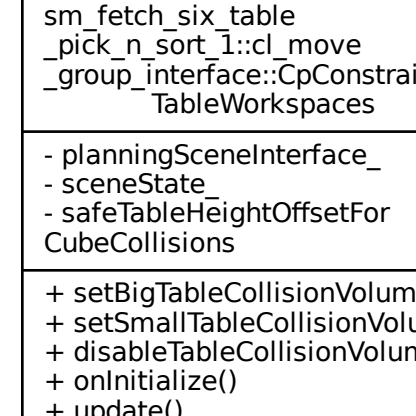 sm_fetch_six_table
_pick_n_sort_1::cl_move
_group_interface::CpConstrai
TableWorkspaces
- planningSceneInterface_
- sceneState_
- safeTableHeightOffsetFor
CubeCollisions
+ setBigTableCollisionVolum
+ setSmallTableCollisionVolu
+ disableTableCollisionVolum
+ onInitialize()
+ update()